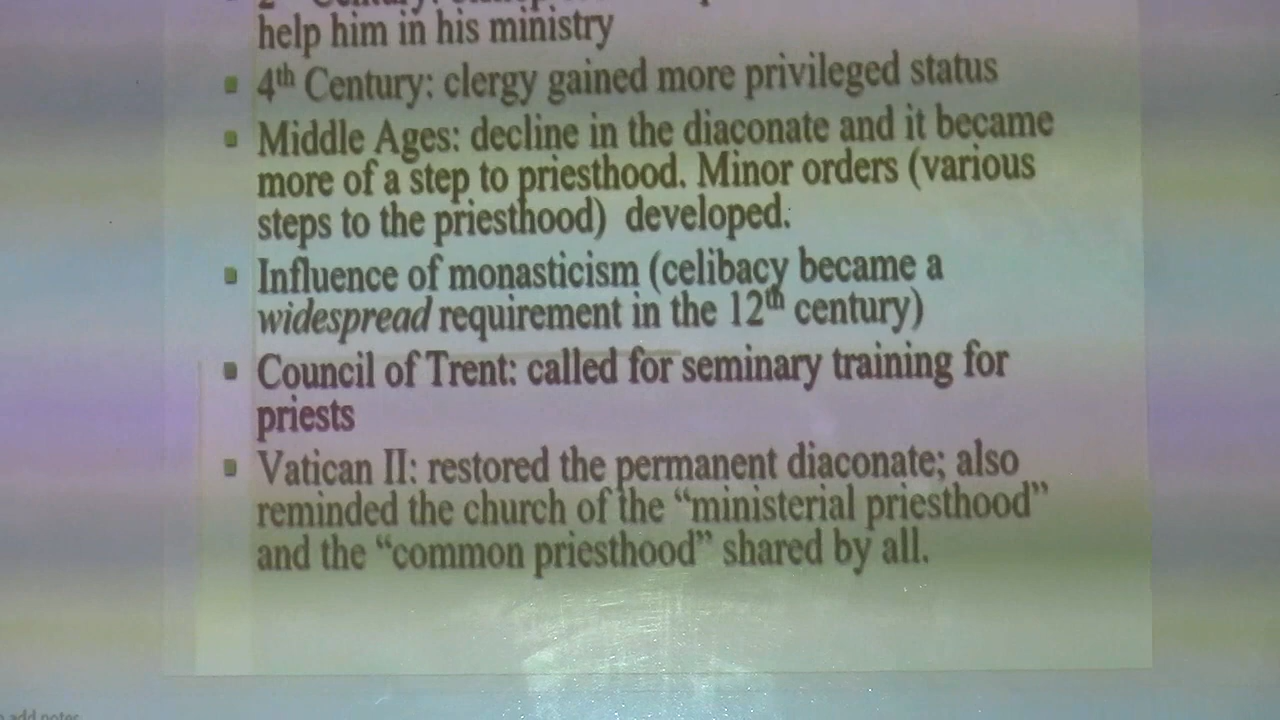 help him in his ministry
▪ 4th Century: clergy gained more privileged status
▪ Middle Ages: decline in the diaconate and it became
more of a step to priesthood. Minor orders (various
steps to the priesthood) developed.
▪ Influence of monasticism (celibacy became a
widespread requirement in the 12th century)
▪ Council of Trent: called for seminary training for
priests
▪ Vatican II: restored the permanent diaconate; also
reminded the church of the “ministerial priesthood”
and the “common priesthood” shared by all.
add notes